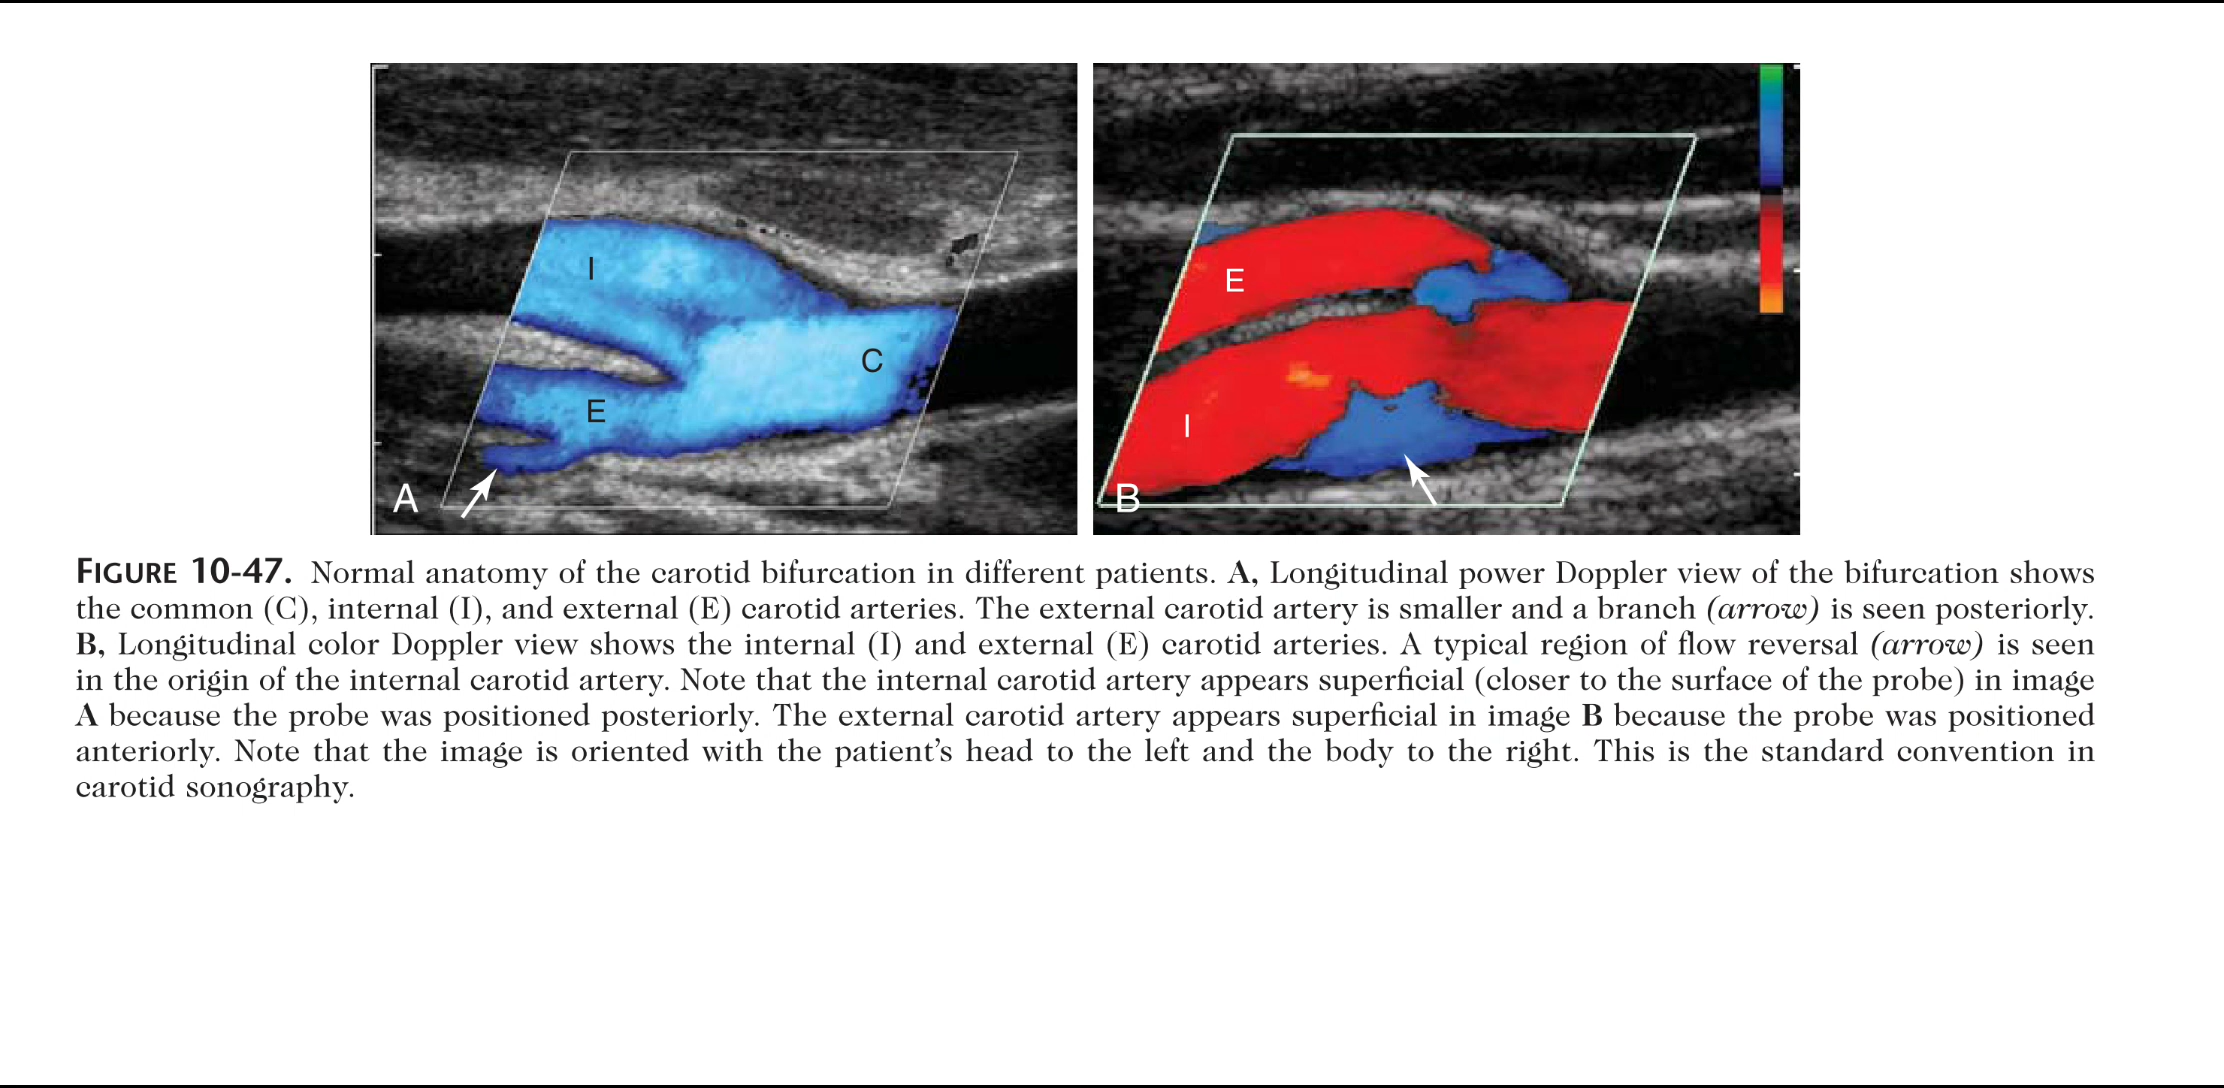 I
C
E
A
E
I
B
FIGURE 10-47. Normal anatomy of the carotid bifurcation in different patients. A, Longitudinal power Doppler view of the bifurcation shows
the common (C), internal (I), and external (E) carotid arteries. The external carotid artery is smaller and a branch (arrow) is seen posteriorly.
B, Longitudinal color Doppler view shows the internal (I) and external (E) carotid arteries. A typical region of flow reversal (arrow) is seen
in the origin of the internal carotid artery. Note that the internal carotid artery appears superficial (closer to the surface of the probe) in image
A because the probe was positioned posteriorly. The external carotid artery appears superficial in image B because the probe was positioned
anteriorly. Note that the image is oriented with the patient's head to the left and the body to the right. This is the standard convention in
carotid sonography.